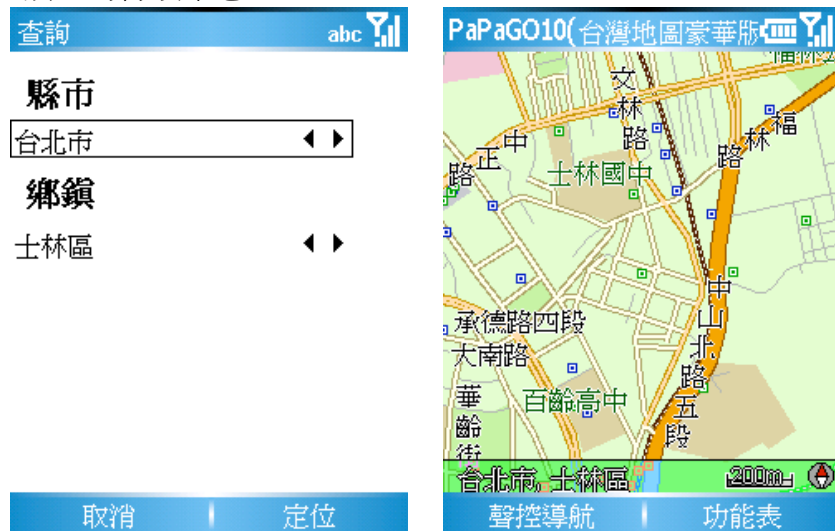 查詢 abc
縣市
台北市
鄉鎮
士林區
取消 定位
PaPaGO10(台灣地圖豪華版
文林路
中正路
福林路
士林國中
中山北路五段
承德路四段
大南路
百齡高中
華齡街
台北市, 士林區 200m
聲控導航 功能表